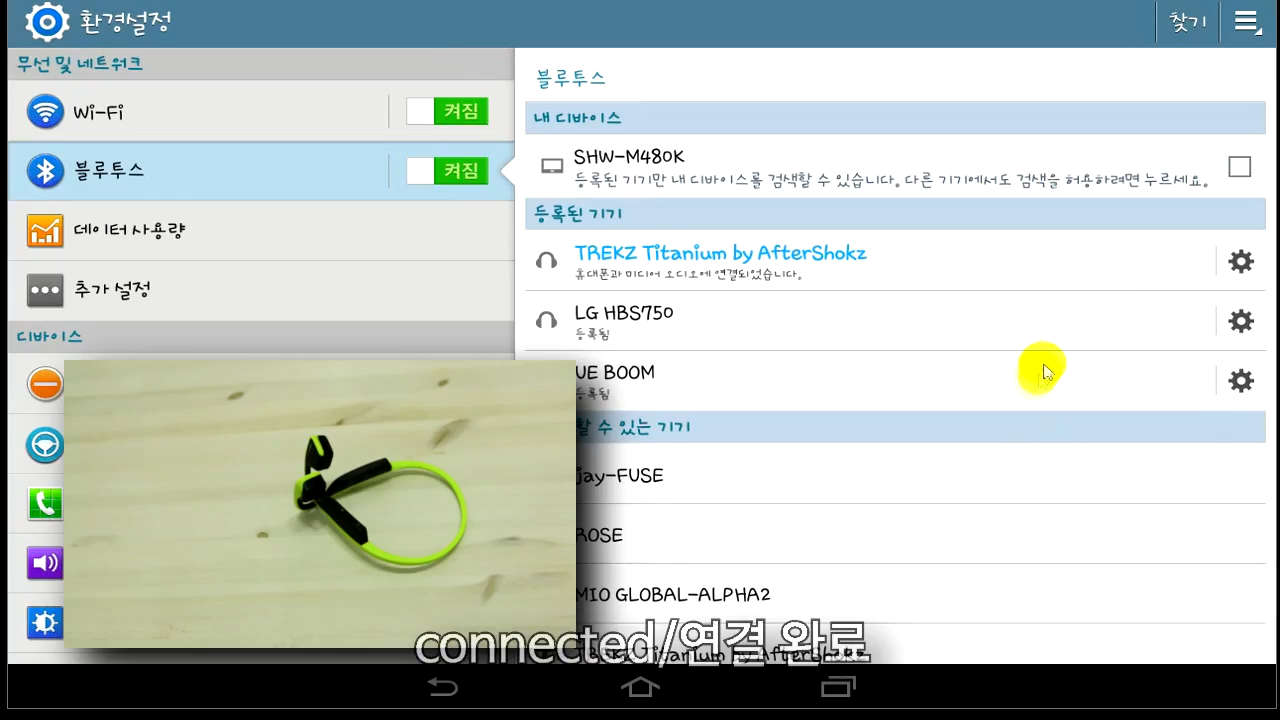 환경설정
찾기
무선 및 네트워크
Wi-Fi
켜짐
블루투스
켜짐
데이터 사용량
추가 설정
디바이스
블루투스
내 디바이스
SHW-M480K
등록된 기기만 내 디바이스를 검색할 수 있습니다. 다른 기기에서도 검색을 허용하려면 누르세요.
등록된 기기
TREKZ Titanium by AfterShokz
휴대폰과 미디어 오디오에 연결되었습니다.
LG HBS750
등록됨
UE BOOM
등록됨
할 수 있는 기기
jay-FUSE
ROSE
MIO GLOBAL-ALPHA2
TREKZ Titanium by AfterShokz
connected/연결 완료